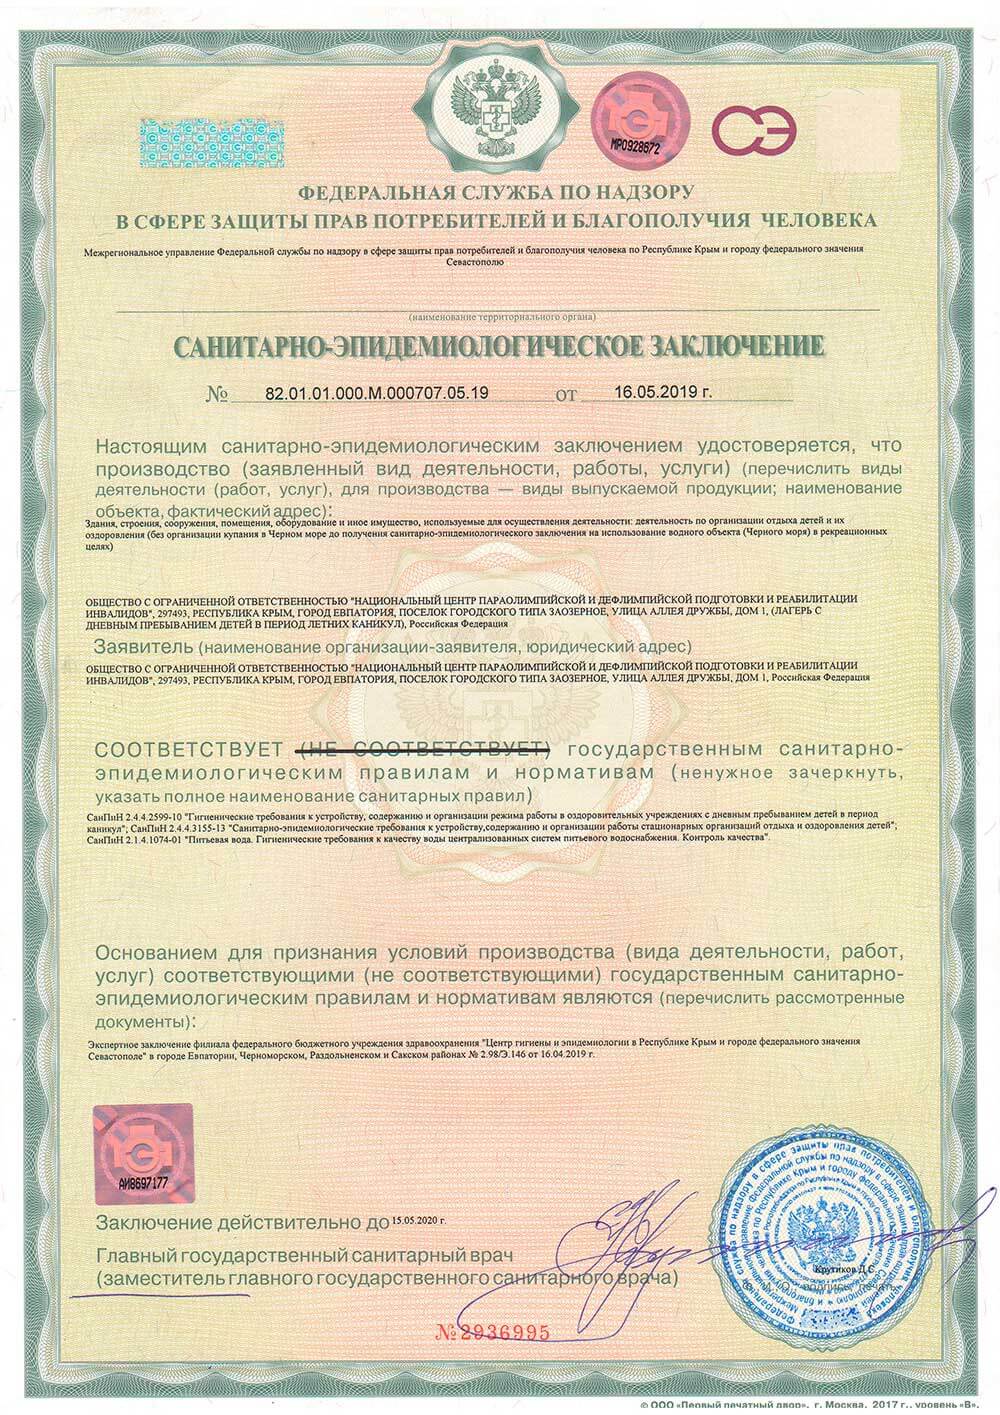 МР0928672
СЭ
ФЕДЕРАЛЬНАЯ СЛУЖБА ПО НАДЗОРУ
В СФЕРЕ ЗАЩИТЫ ПРАВ ПОТРЕБИТЕЛЕЙ И БЛАГОПОЛУЧИЯ ЧЕЛОВЕКА
Межрегиональное управление Федеральной службы по надзору в сфере защиты прав потребителей и благополучия человека по Республике Крым и городу федерального значения
Севастополю
(наименование территориального органа)
САНИТАРНО-ЭПИДЕМИОЛОГИЧЕСКОЕ ЗАКЛЮЧЕНИЕ
№ 82.01.01.000.М.000707.05.19 от 16.05.2019 г.
Настоящим санитарно-эпидемиологическим заключением удостоверяется, что
производство (заявленный вид деятельности, работы, услуги) (перечислить виды
деятельности (работ, услуг), для производства — виды выпускаемой продукции; наименование
объекта, фактический адрес):
Здания, строения, сооружения, помещения, оборудование и иное имущество, используемые для осуществления деятельности: деятельность по организации отдыха детей и их
оздоровления (без организации купания в Черном море до получения санитарно-эпидемиологического заключения на использование водного объекта (Черного моря) в рекреационных
целях)
ОБЩЕСТВО С ОГРАНИЧЕННОЙ ОТВЕТСТВЕННОСТЬЮ "НАЦИОНАЛЬНЫЙ ЦЕНТР ПАРАОЛИМПИЙСКОЙ И ДЕФЛИМПИЙСКОЙ ПОДГОТОВКИ И РЕАБИЛИТАЦИИ
ИНВАЛИДОВ", 297493, РЕСПУБЛИКА КРЫМ, ГОРОД ЕВПАТОРИЯ, ПОСЕЛОК ГОРОДСКОГО ТИПА ЗАОЗЕРНОЕ, УЛИЦА АЛЛЕЯ ДРУЖБЫ, ДОМ 1, (ЛАГЕРЬ С
ДНЕВНЫМ ПРЕБЫВАНИЕМ ДЕТЕЙ В ПЕРИОД ЛЕТНИХ КАНИКУЛ), Российская Федерация
Заявитель (наименование организации-заявителя, юридический адрес)
ОБЩЕСТВО С ОГРАНИЧЕННОЙ ОТВЕТСТВЕННОСТЬЮ "НАЦИОНАЛЬНЫЙ ЦЕНТР ПАРАОЛИМПИЙСКОЙ И ДЕФЛИМПИЙСКОЙ ПОДГОТОВКИ И РЕАБИЛИТАЦИИ
ИНВАЛИДОВ", 297493, РЕСПУБЛИКА КРЫМ, ГОРОД ЕВПАТОРИЯ, ПОСЕЛОК ГОРОДСКОГО ТИПА ЗАОЗЕРНОЕ, УЛИЦА АЛЛЕЯ ДРУЖБЫ, ДОМ 1, Российская Федерация
СООТВЕТСТВУЕТ (НЕ СООТВЕТСТВУЕТ) государственным санитарно-
эпидемиологическим правилам и нормативам (ненужное зачеркнуть,
указать полное наименование санитарных правил)
СанПиН 2.4.4.2599-10 "Гигиенические требования к устройству, содержанию и организации режима работы в оздоровительных учреждениях с дневным пребыванием детей в период
каникул"; СанПиН 2.4.4.3155-13 "Санитарно-эпидемиологические требования к устройству,содержанию и организации работы стационарных организаций отдыха и оздоровления детей";
СанПиН 2.1.4.1074-01 "Питьевая вода. Гигиенические требования к качеству воды централизованных систем питьевого водоснабжения. Контроль качества".
Основанием для признания условий производства (вида деятельности, работ,
услуг) соответствующими (не соответствующими) государственным санитарно-
эпидемиологическим правилам и нормативам являются (перечислить рассмотренные
документы):
Экспертное заключение филиала федерального бюджетного учреждения здравоохранения "Центр гигиены и эпидемиологии в Республике Крым и городе федерального значения
Севастополе" в городе Евпатории, Черноморском, Раздольненском и Сакском районах № 2.98/Э.146 от 16.04.2019 г.
АИ8697177
Заключение действительно до 15.05.2020 г.
Главный государственный санитарный врач
(заместитель главного государственного санитарного врача)
Крутиков Д.С.
№2936995
© ООО «Первый печатный двор», г. Москва, 2017 г., уровень «В».